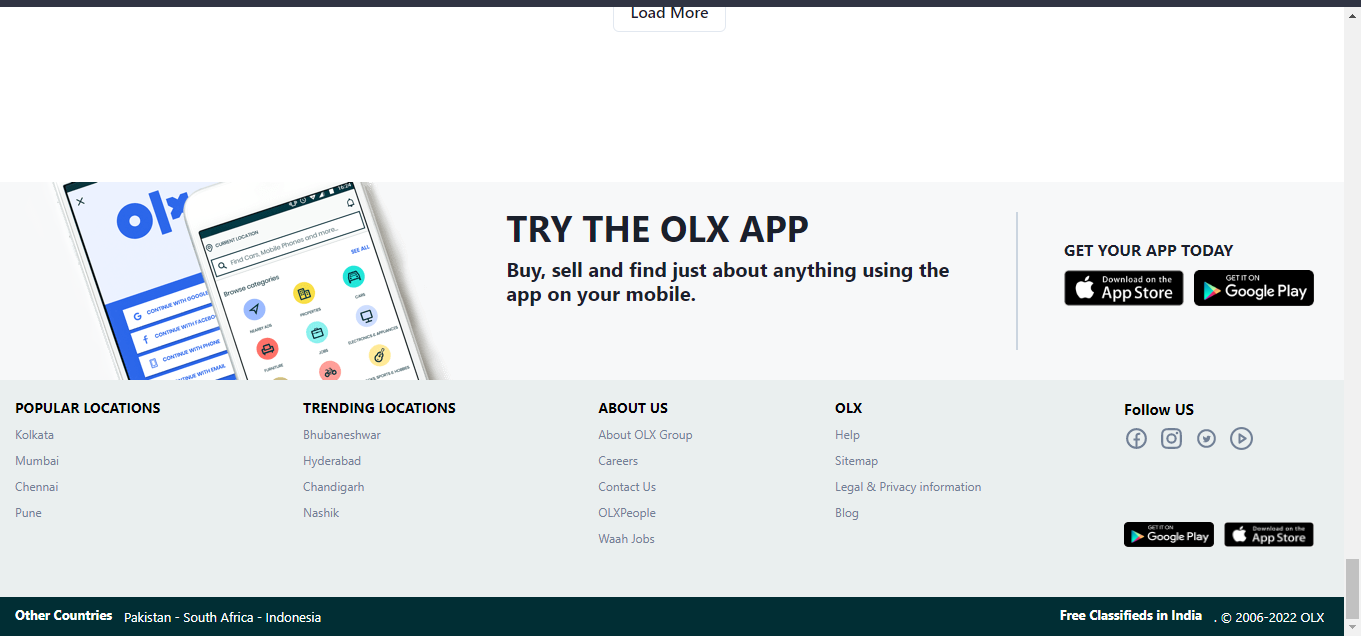 Load More
olx
16:24
CURRENT LOCATION
Find Cars, Mobile Phones and more...
Browse categories
SEE ALL
NEARBY ADS
PROPERTIES
CARS
FURNITURE
JOBS
ELECTRONICS & APPLIANCES
SPORTS & HOBBIES
CONTINUE WITH GOOGLE
CONTINUE WITH FACEBO
CONTINUE WITH PHONE
NTINUE WITH EMAIL
TRY THE OLX APP
Buy, sell and find just about anything using the
app on your mobile.
GET YOUR APP TODAY
Download on the
App Store
GET IT ON
Google Play
POPULAR LOCATIONS
Kolkata
Mumbai
Chennai
Pune
TRENDING LOCATIONS
Bhubaneshwar
Hyderabad
Chandigarh
Nashik
ABOUT US
About OLX Group
Careers
Contact Us
OLXPeople
Waah Jobs
OLX
Help
Sitemap
Legal & Privacy information
Blog
Follow US
GET IT ON
Google Play
Download on the
App Store
Other Countries Pakistan - South Africa - Indonesia
Free Classifieds in India . © 2006-2022 OLX